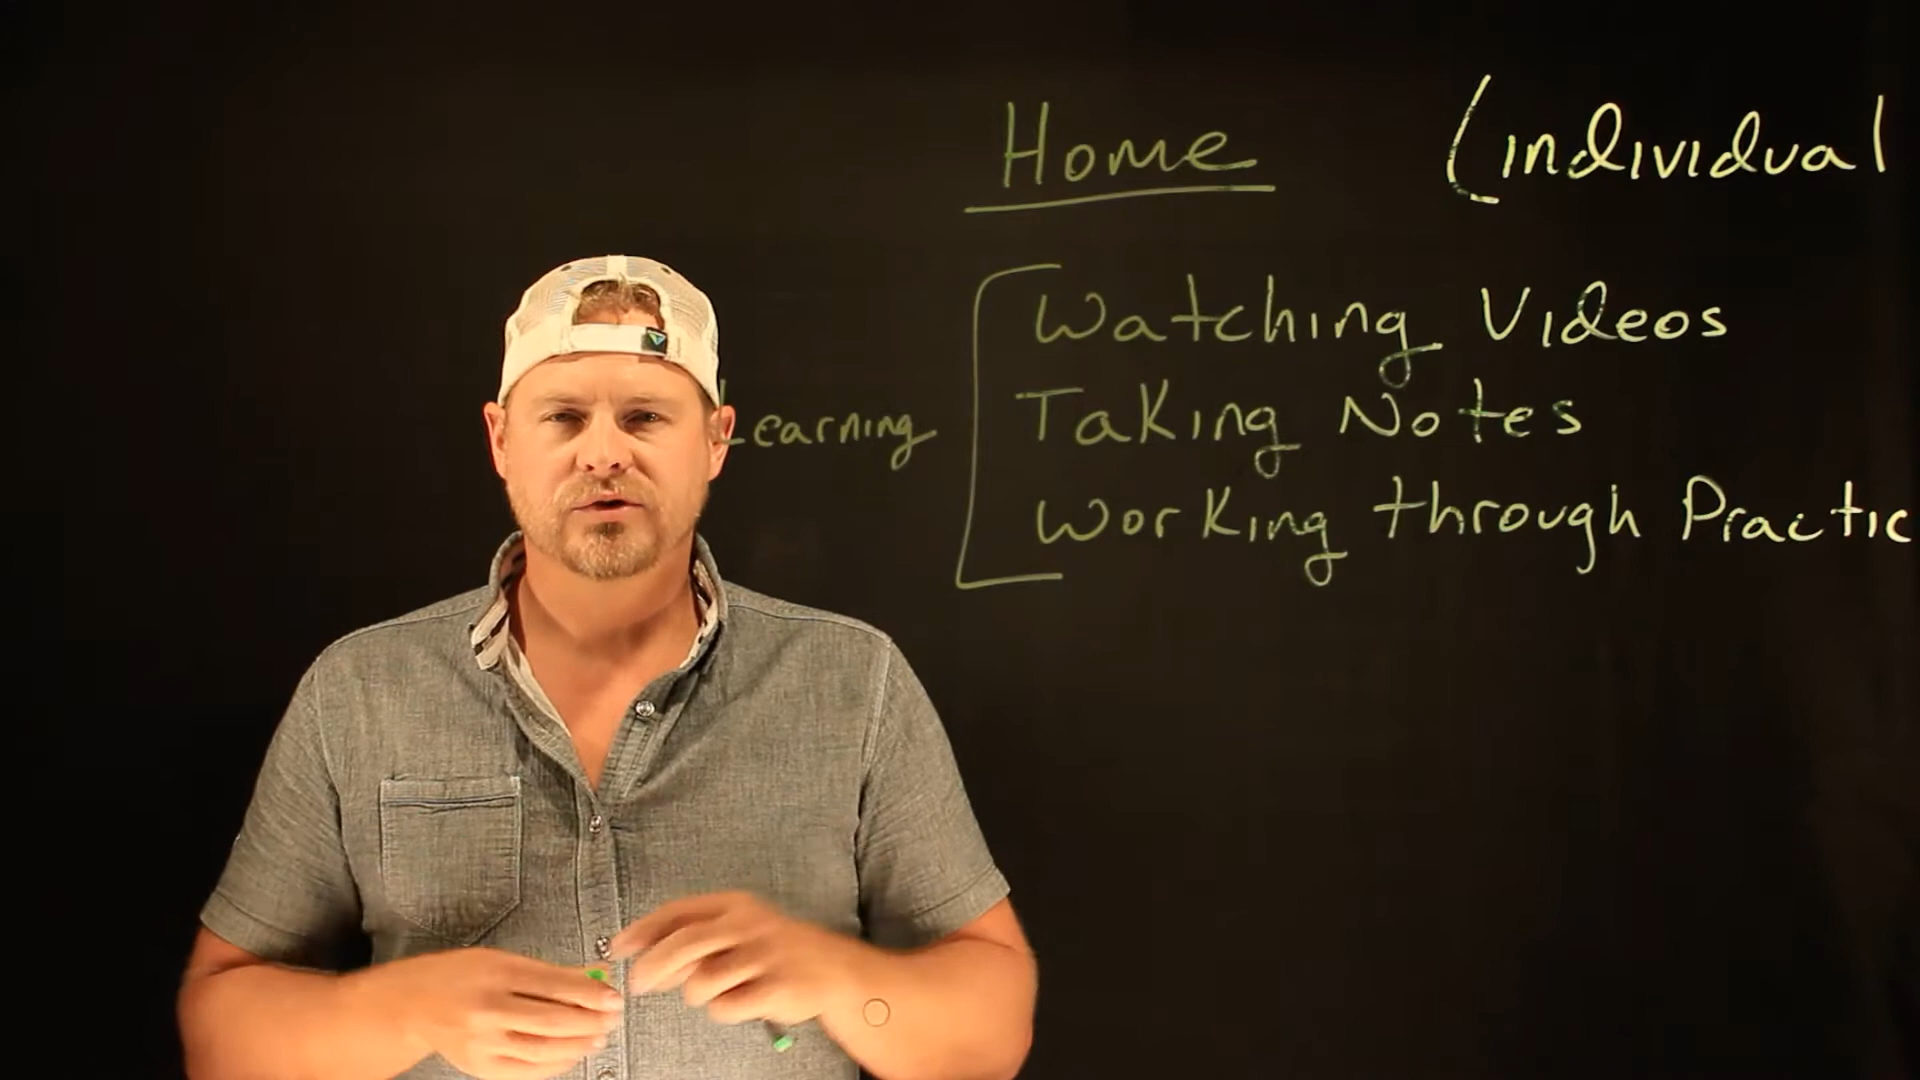 Home (individual
Watching Videos
Learning
Taking Notes
Working through Practic